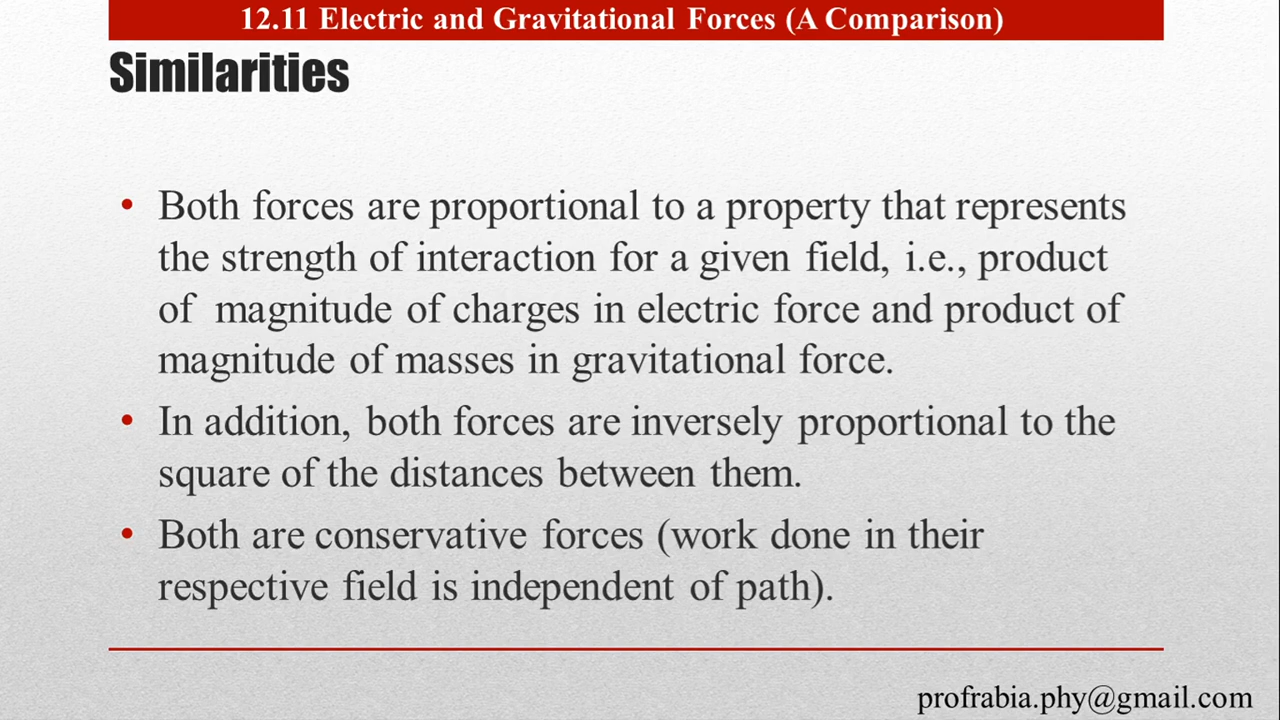 12.11 Electric and Gravitational Forces (A Comparison)
Similarities
• Both forces are proportional to a property that represents
the strength of interaction for a given field, i.e., product
of magnitude of charges in electric force and product of
magnitude of masses in gravitational force.
• In addition, both forces are inversely proportional to the
square of the distances between them.
• Both are conservative forces (work done in their
respective field is independent of path).
profrabia.phy@gmail.com